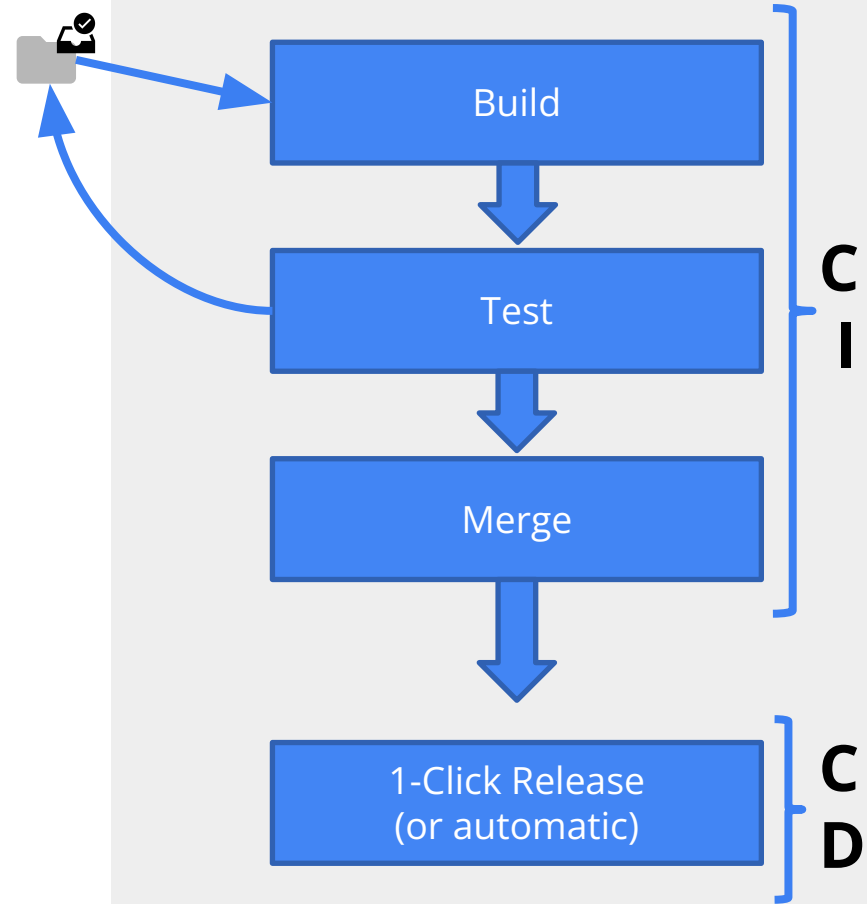 Build
Test
C
I
Merge
1-Click Release
(or automatic)
C
D